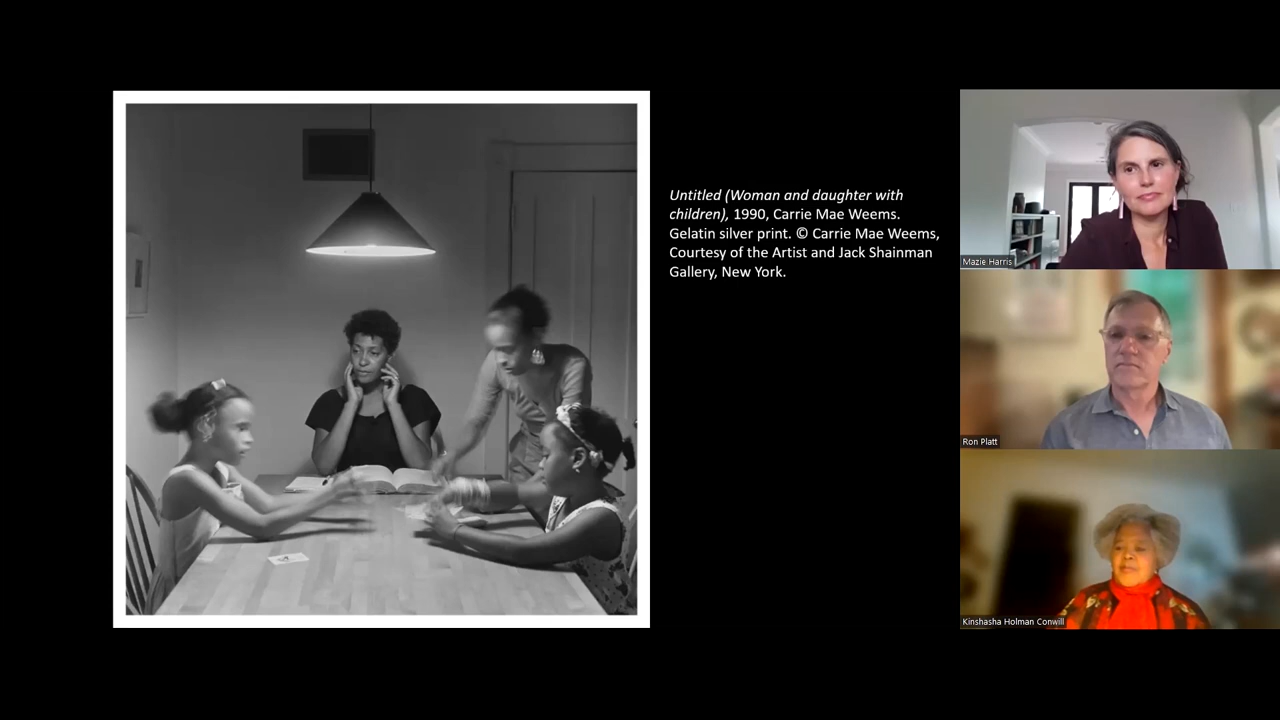 Untitled (Woman and daughter with
children), 1990, Carrie Mae Weems.
Gelatin silver print. © Carrie Mae Weems,
Courtesy of the Artist and Jack Shainman
Gallery, New York.
Mazie Harris
Ron Platt
Kinshasha Holman Conwill